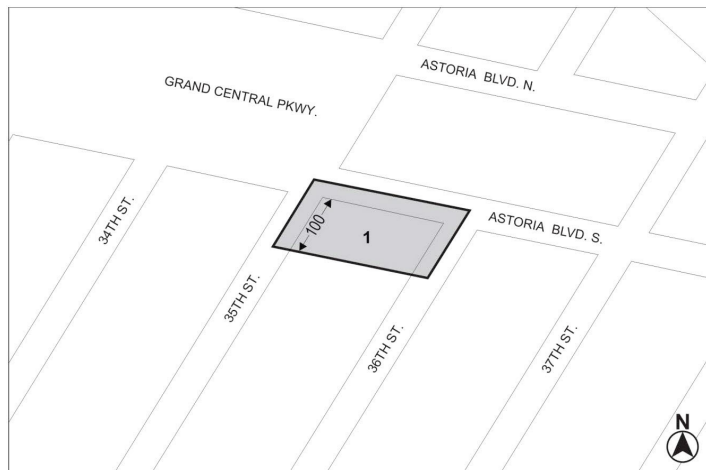 ASTORIA BLVD. N.
GRAND CENTRAL PKWY.
34TH ST.
100
1
ASTORIA BLVD. S.
35TH ST.
36TH ST.
37TH ST.
N